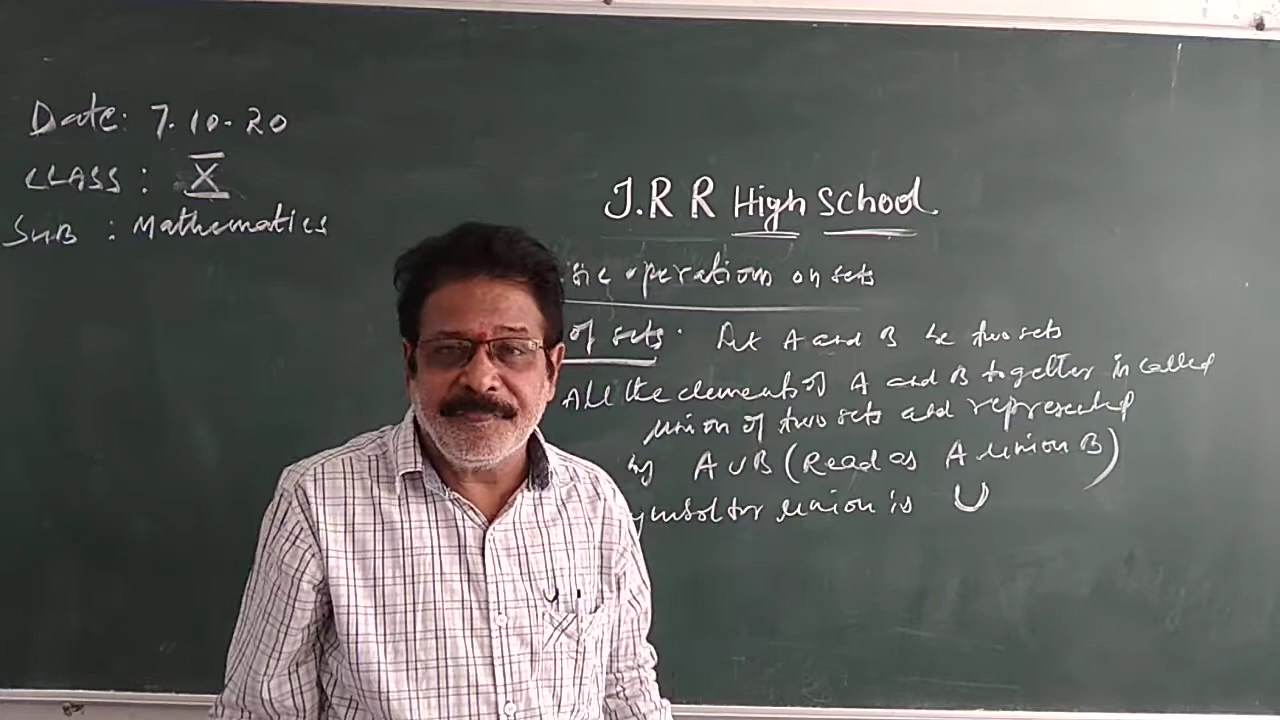 Date: 7.10.20
CLASS : X
SUB : Mathematics
J.R R High School.
operations on sets
of sets. Let A and B be two sets
All the elements of A and B together is called
union of two sets and represented
by A ∪ B (Read as A union B)
ymbol for union is ∪